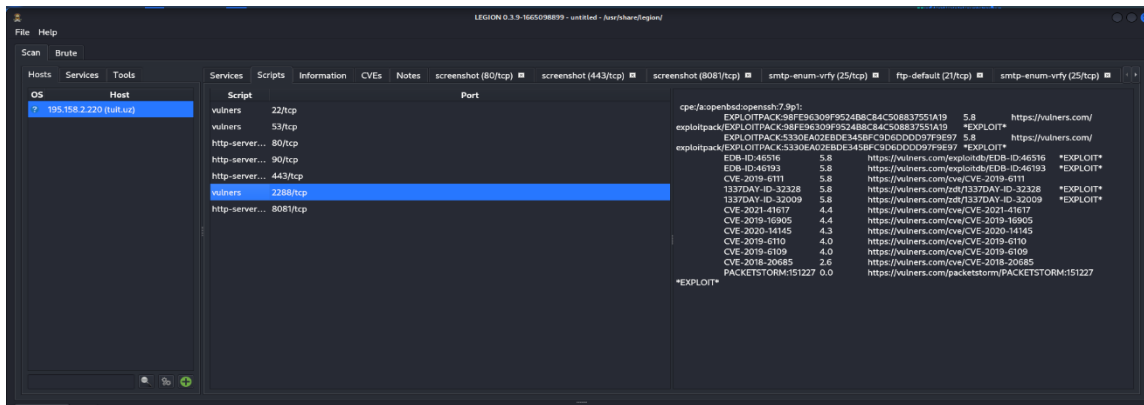 LEGION 0.3.9-1665098899 - untitled - /usr/share/legion/
File Help
Scan Brute
Hosts Services Tools
OS Host
? 195.158.2.220 (tuit.uz)
Services Scripts Information CVEs Notes screenshot (80/tcp) screenshot (443/tcp) screenshot (8081/tcp) smtp-enum-vrfy (25/tcp) ftp-default (21/tcp) smtp-enum-vrfy (25/tcp)
Script Port
vulners 22/tcp
vulners 53/tcp
http-server... 80/tcp
http-server... 90/tcp
http-server... 443/tcp
vulners 2288/tcp
http-server... 8081/tcp
cpe:/a:openbsd:openssh:7.9p1:
EXPLOITPACK:98FE96309F9524B8C84C508837551A19 5.8 https://vulners.com/
exploitpack/EXPLOITPACK:98FE96309F9524B8C84C508837551A19 *EXPLOIT*
EXPLOITPACK:5330EA02EBDE345BFC9D6DDDD97F9E97 5.8 https://vulners.com/
exploitpack/EXPLOITPACK:5330EA02EBDE345BFC9D6DDDD97F9E97 *EXPLOIT*
EDB-ID:46516 5.8 https://vulners.com/exploitdb/EDB-ID:46516 *EXPLOIT*
EDB-ID:46193 5.8 https://vulners.com/exploitdb/EDB-ID:46193 *EXPLOIT*
CVE-2019-6111 5.8 https://vulners.com/cve/CVE-2019-6111
1337DAY-ID-32328 5.8 https://vulners.com/zdt/1337DAY-ID-32328 *EXPLOIT*
1337DAY-ID-32009 5.8 https://vulners.com/zdt/1337DAY-ID-32009 *EXPLOIT*
CVE-2021-41617 4.4 https://vulners.com/cve/CVE-2021-41617
CVE-2019-16905 4.4 https://vulners.com/cve/CVE-2019-16905
CVE-2020-14145 4.3 https://vulners.com/cve/CVE-2020-14145
CVE-2019-6110 4.0 https://vulners.com/cve/CVE-2019-6110
CVE-2019-6109 4.0 https://vulners.com/cve/CVE-2019-6109
CVE-2018-20685 2.6 https://vulners.com/cve/CVE-2018-20685
PACKETSTORM:151227 0.0 https://vulners.com/packetstorm/PACKETSTORM:151227
*EXPLOIT*